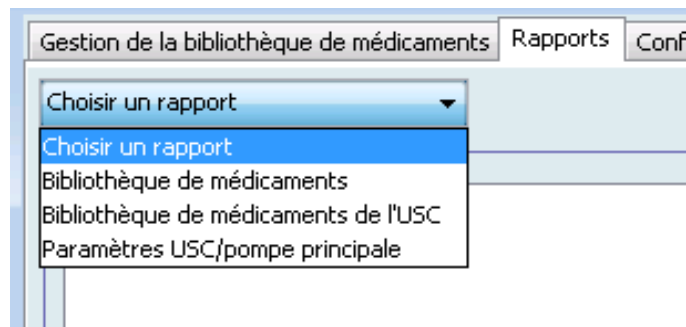 Gestion de la bibliothèque de médicaments Rapports Conf
Choisir un rapport
Choisir un rapport
Bibliothèque de médicaments
Bibliothèque de médicaments de l'USC
Paramètres USC/pompe principale